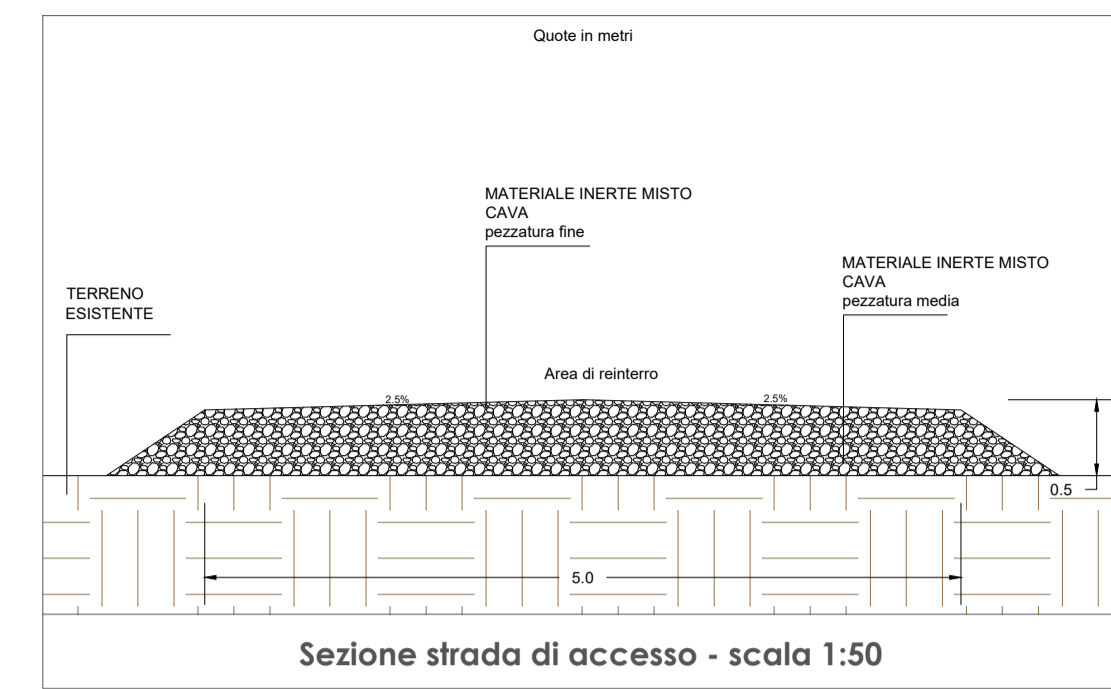 Quote in metri
MATERIALE INERTE MISTO
CAVA
pezzatura fine
MATERIALE INERTE MISTO
CAVA
pezzatura media
TERRENO
ESISTENTE
Area di reinterro
2.5%
2.5%
0.5
5.0
Sezione strada di accesso - scala 1:50